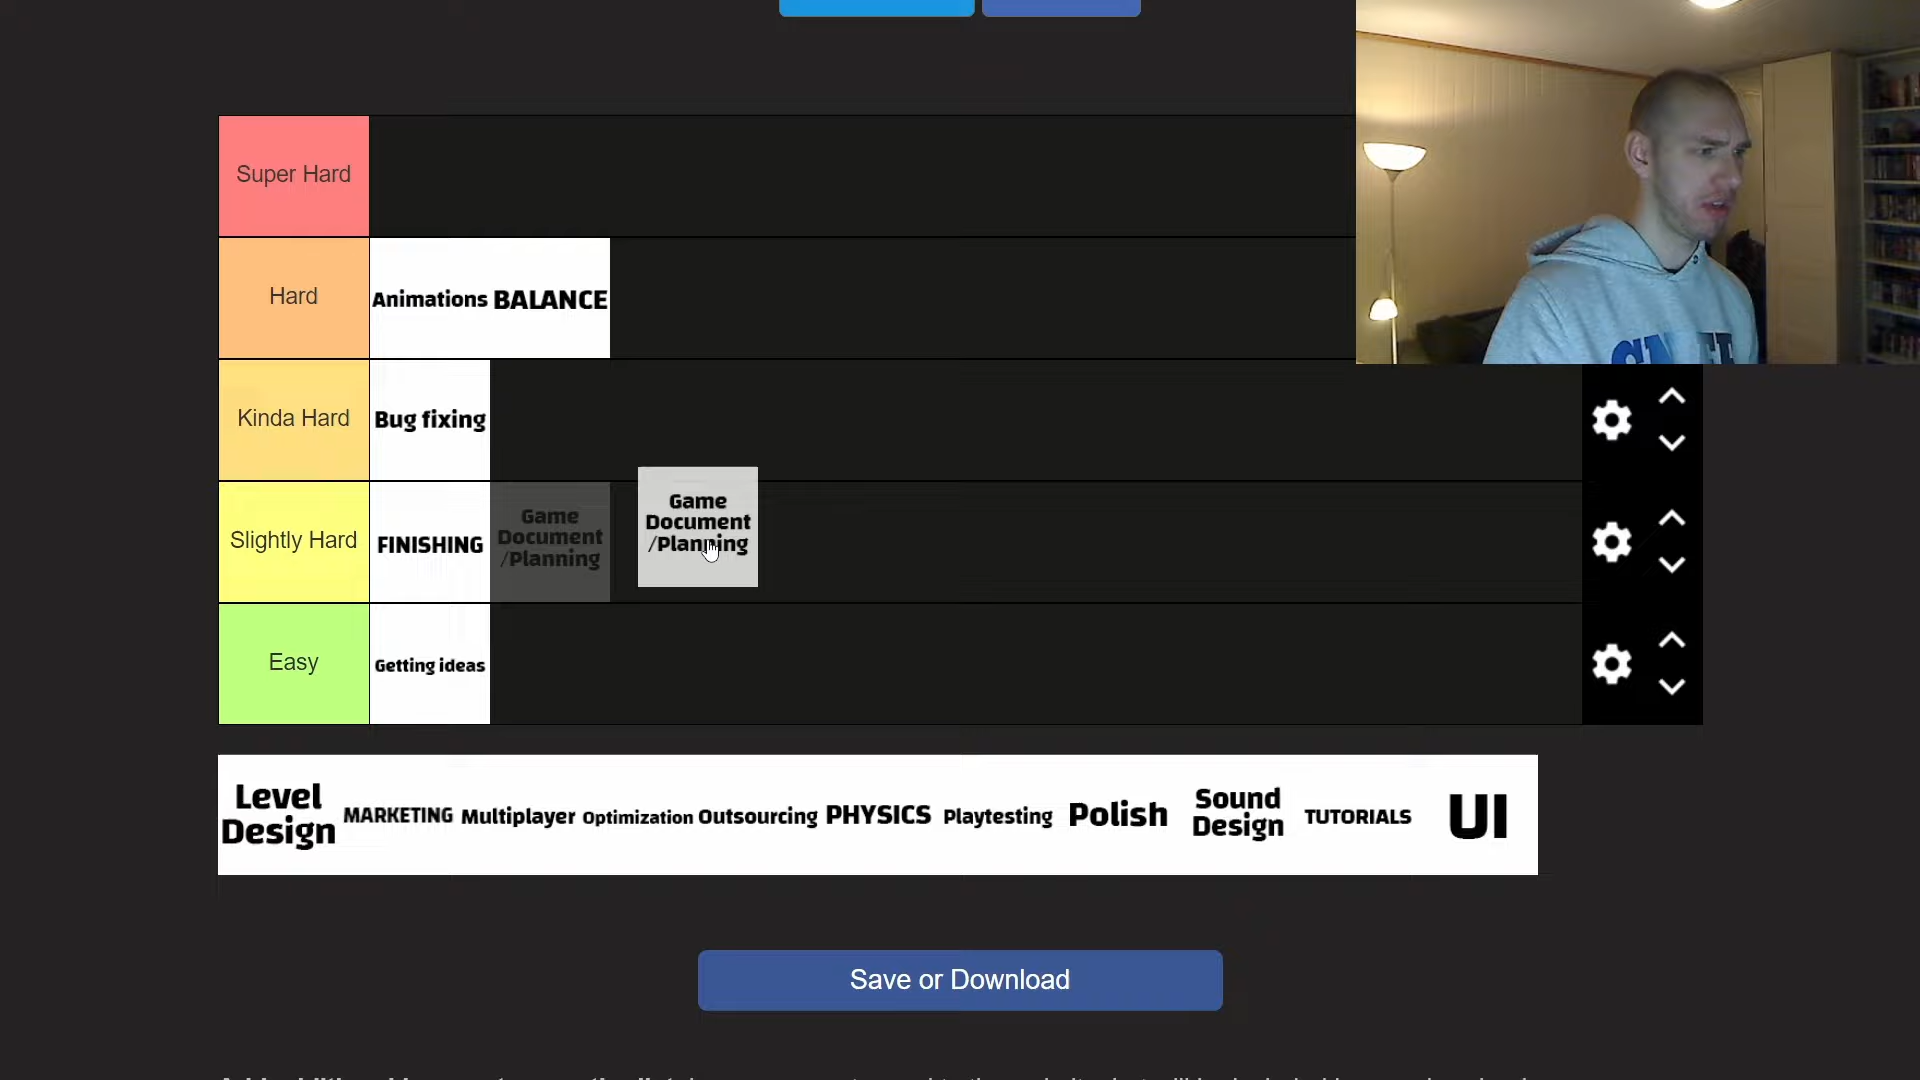 Super Hard
Hard
Animations
BALANCE
Kinda Hard
Bug fixing
Slightly Hard
FINISHING
Game
Document
/Planning
Game
Document
/Planning
Easy
Getting ideas
Level
Design
MARKETING
Multiplayer
Optimization
Outsourcing
PHYSICS
Playtesting
Polish
Sound
Design
TUTORIALS
UI
Save or Download